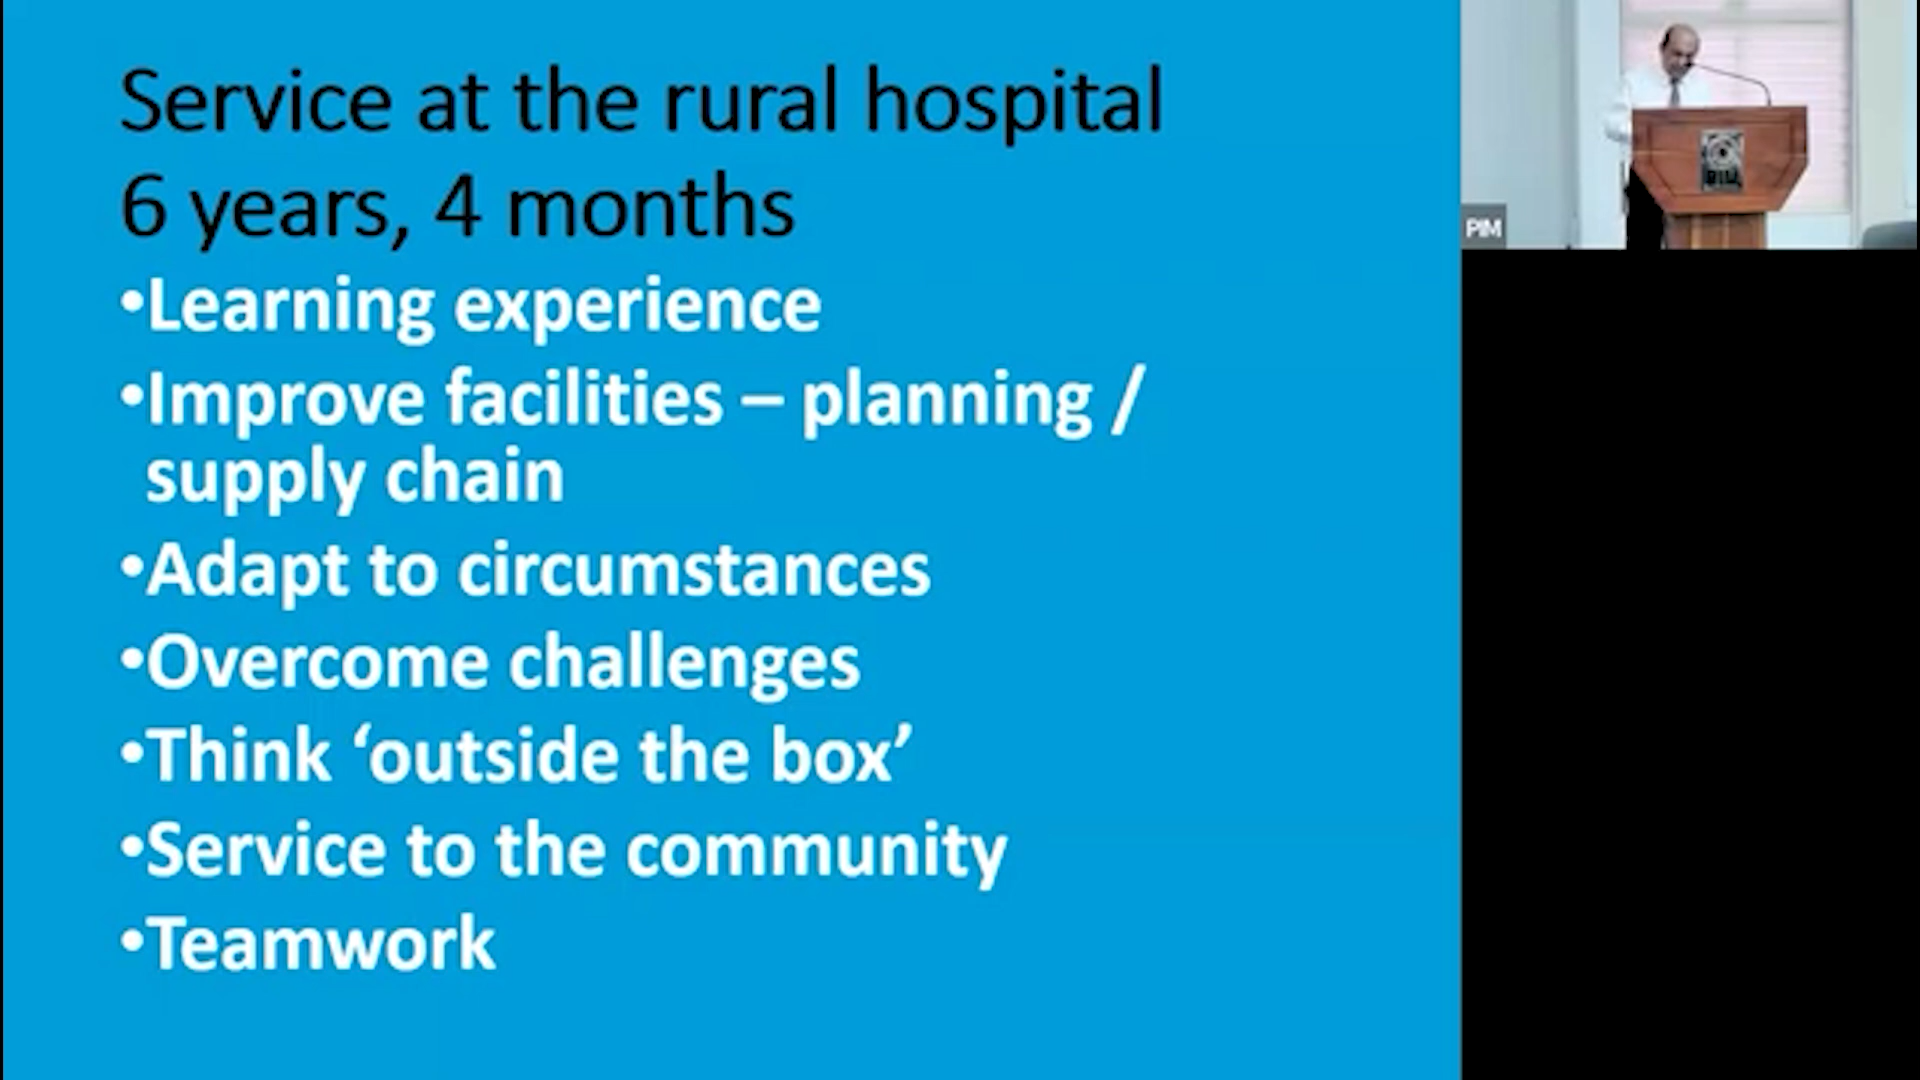 Service at the rural hospital
6 years, 4 months
•Learning experience
•Improve facilities – planning /
supply chain
•Adapt to circumstances
•Overcome challenges
•Think ‘outside the box’
•Service to the community
•Teamwork
PIM